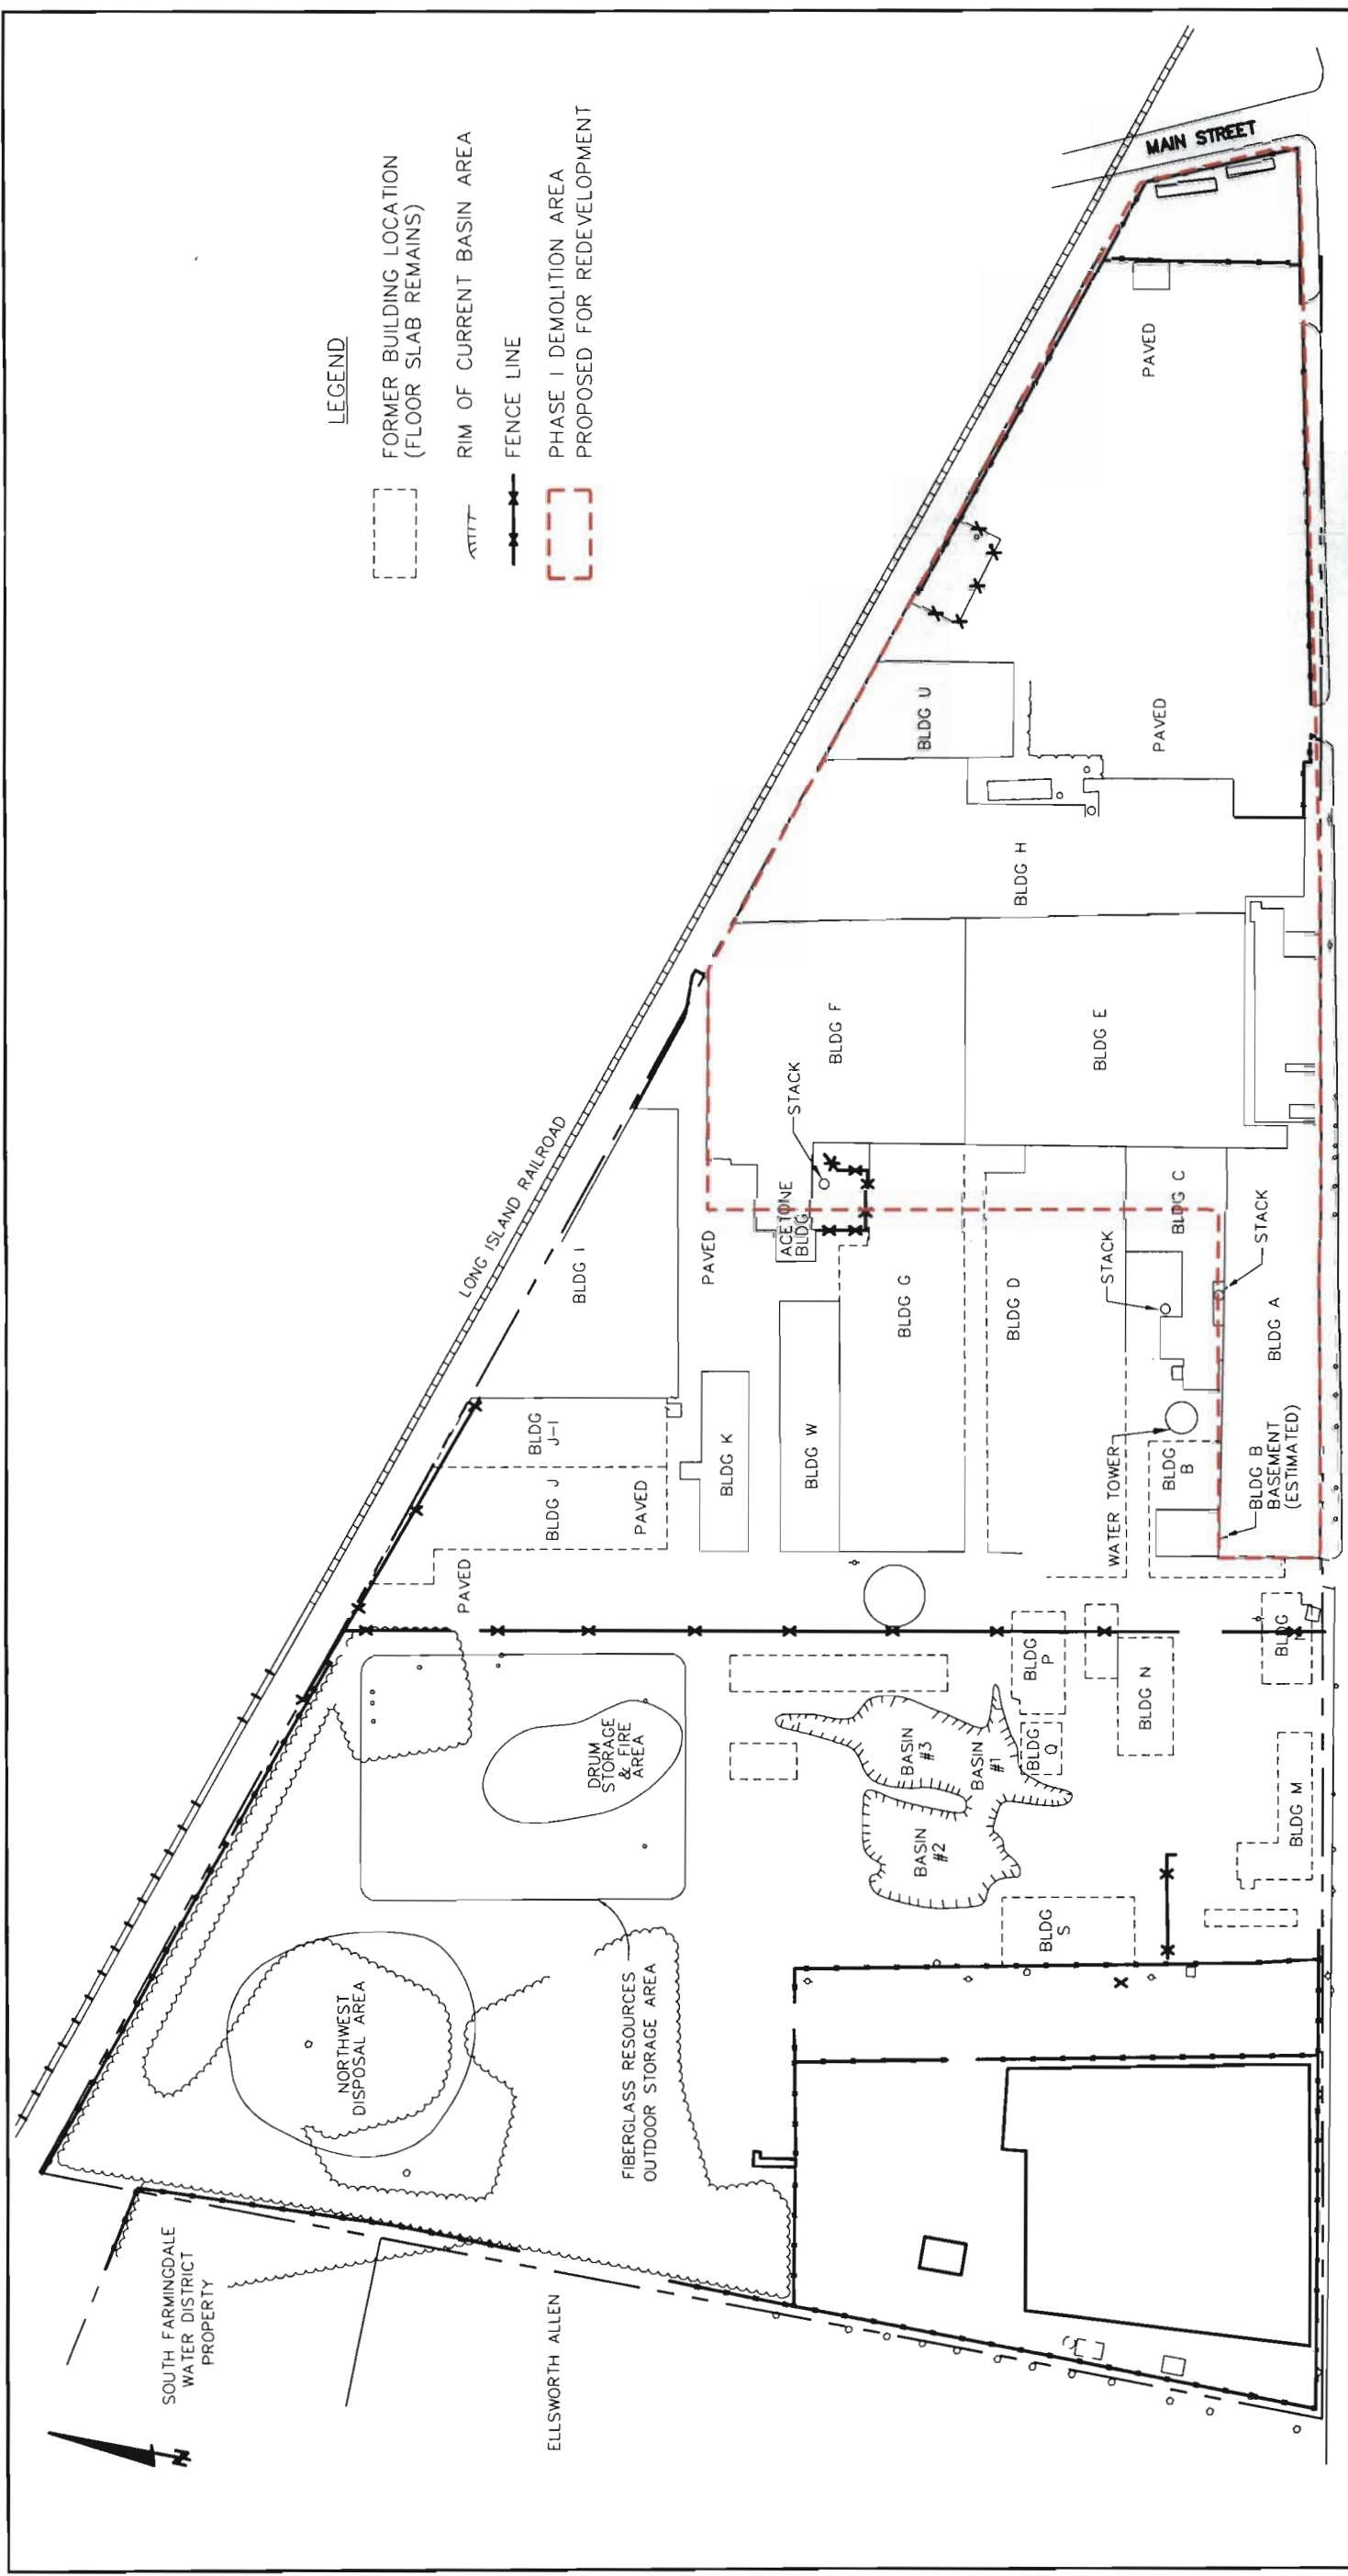 LEGEND
FORMER BUILDING LOCATION
(FLOOR SLAB REMAINS)
RIM OF CURRENT BASIN AREA
FENCE LINE
PHASE I DEMOLITION AREA
PROPOSED FOR REDEVELOPMENT
SOUTH FARMINGDALE
WATER DISTRICT
PROPERTY
N
ELLSWORTH ALLEN
NORTHWEST
DISPOSAL AREA
FIBERGLASS RESOURCES
OUTDOOR STORAGE AREA
DRUM
STORAGE
& FIRE
AREA
LONG ISLAND RAILROAD
MAIN STREET
PAVED
BLDG J
BLDG
J-I
PAVED
BLDG I
BLDG K
PAVED
BLDG W
ACETONE
BLDG
STACK
BLDG F
BLDG U
PAVED
BLDG G
BLDG D
BLDG E
BLDG H
PAVED
BASIN
#3
BASIN
#1
BASIN
#2
BLDG
P
BLDG
Q
BLDG N
BLDG
S
BLDG M
BLDG
WATER TOWER
BLDG
B
STACK
BLDG C
STACK
BLDG A
BLDG B
BASEMENT
(ESTIMATED)